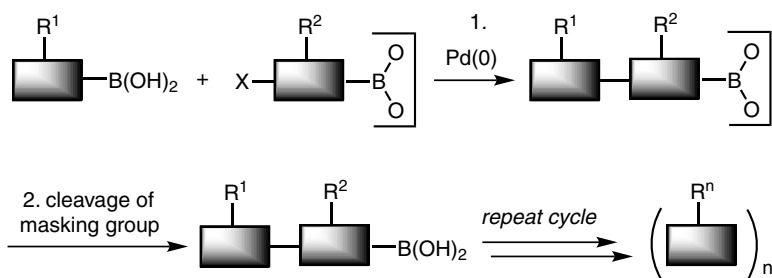 R¹ R² 1. R¹ R²
B(OH)₂ + X B O O Pd(0) B O O
2. cleavage of masking group
R¹ R² B(OH)₂ repeat cycle Rⁿ n